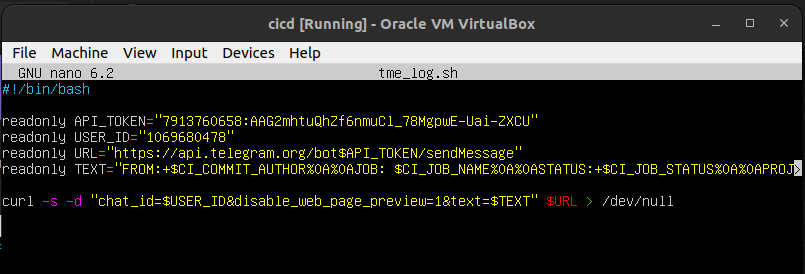 cicd [Running] - Oracle VM VirtualBox
File Machine View Input Devices Help
GNU nano 6.2 tme_log.sh
#!/bin/bash
readonly API_TOKEN="7913760658:AAG2mhtuQhZf6nmuCl_78MgpwE-Uai-ZXCU"
readonly USER_ID="1069680478"
readonly URL="https://api.telegram.org/bot$API_TOKEN/sendMessage"
readonly TEXT="FROM:+$CI_COMMIT_AUTHOR%0A%0AJOB: $CI_JOB_NAME%0A%0ASTATUS:+$CI_JOB_STATUS%0A%0APROJ>
curl -s -d "chat_id=$USER_ID&disable_web_page_preview=1&text=$TEXT" $URL > /dev/null